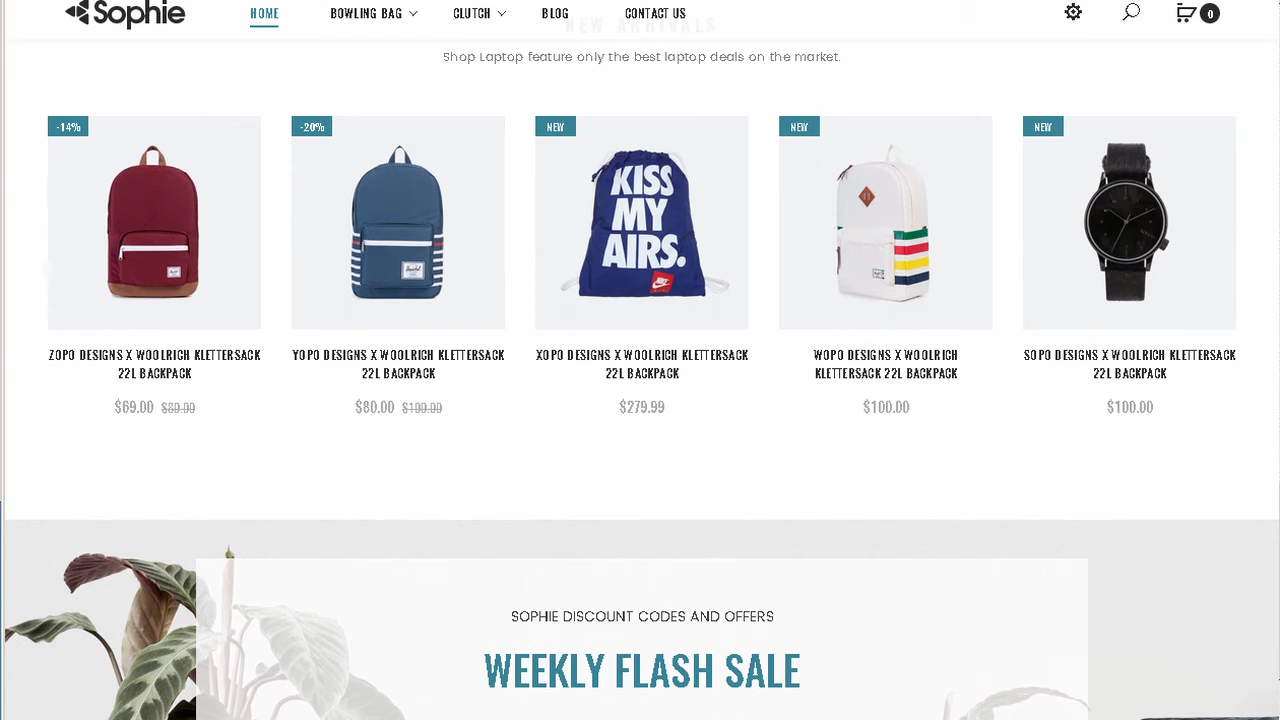 Sophie
HOME
BOWLING BAG
CLUTCH
BLOG
CONTACT US
0
NEW ARRIVALS
Shop Laptop feature only the best laptop deals on the market.
-14%
-20%
NEW
NEW
NEW
KISS
MY
AIRS.
ZOPO DESIGNS X WOOLRICH KLETTERSACK
22L BACKPACK
$69.00 $80.00
YOPO DESIGNS X WOOLRICH KLETTERSACK
22L BACKPACK
$80.00 $100.00
XOPO DESIGNS X WOOLRICH KLETTERSACK
22L BACKPACK
$279.99
WOPO DESIGNS X WOOLRICH
KLETTERSACK 22L BACKPACK
$100.00
SOPO DESIGNS X WOOLRICH KLETTERSACK
22L BACKPACK
$100.00
SOPHIE DISCOUNT CODES AND OFFERS
WEEKLY FLASH SALE